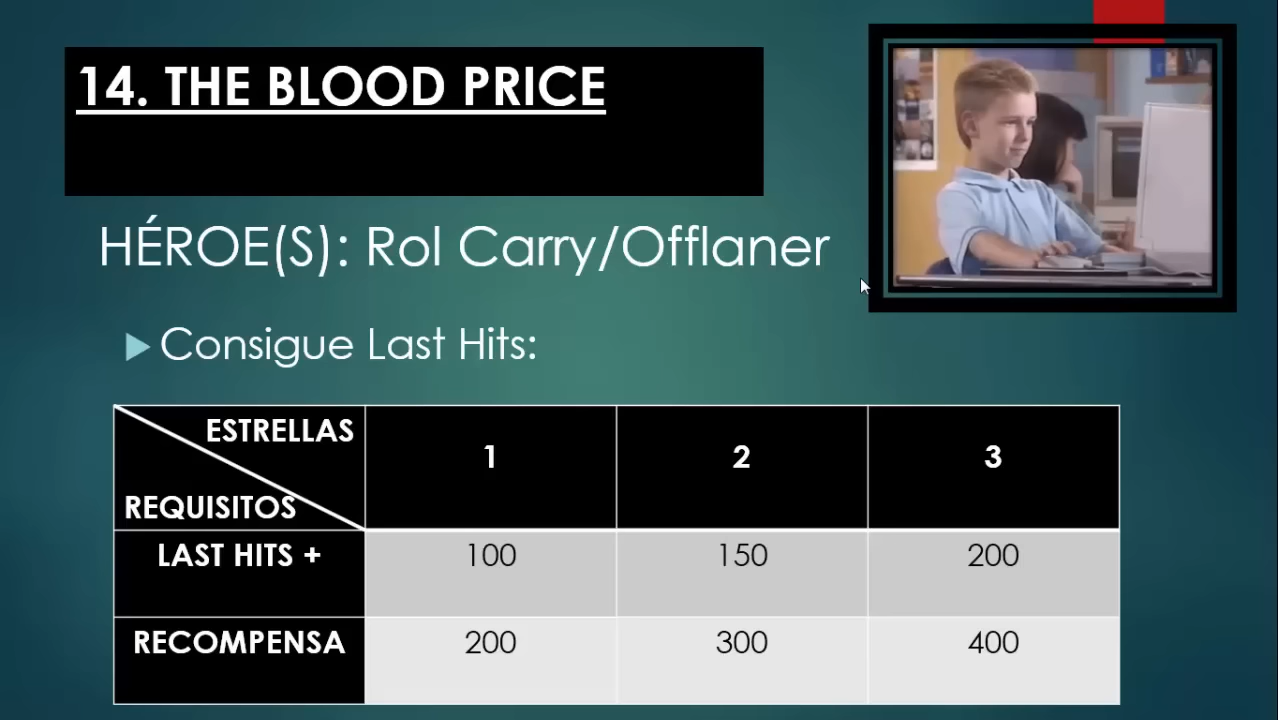 14. THE BLOOD PRICE
HÉROE(S): Rol Carry/Offlaner
Consigue Last Hits:
ESTRELLAS
REQUISITOS
1
2
3
LAST HITS +
100
150
200
RECOMPENSA
200
300
400